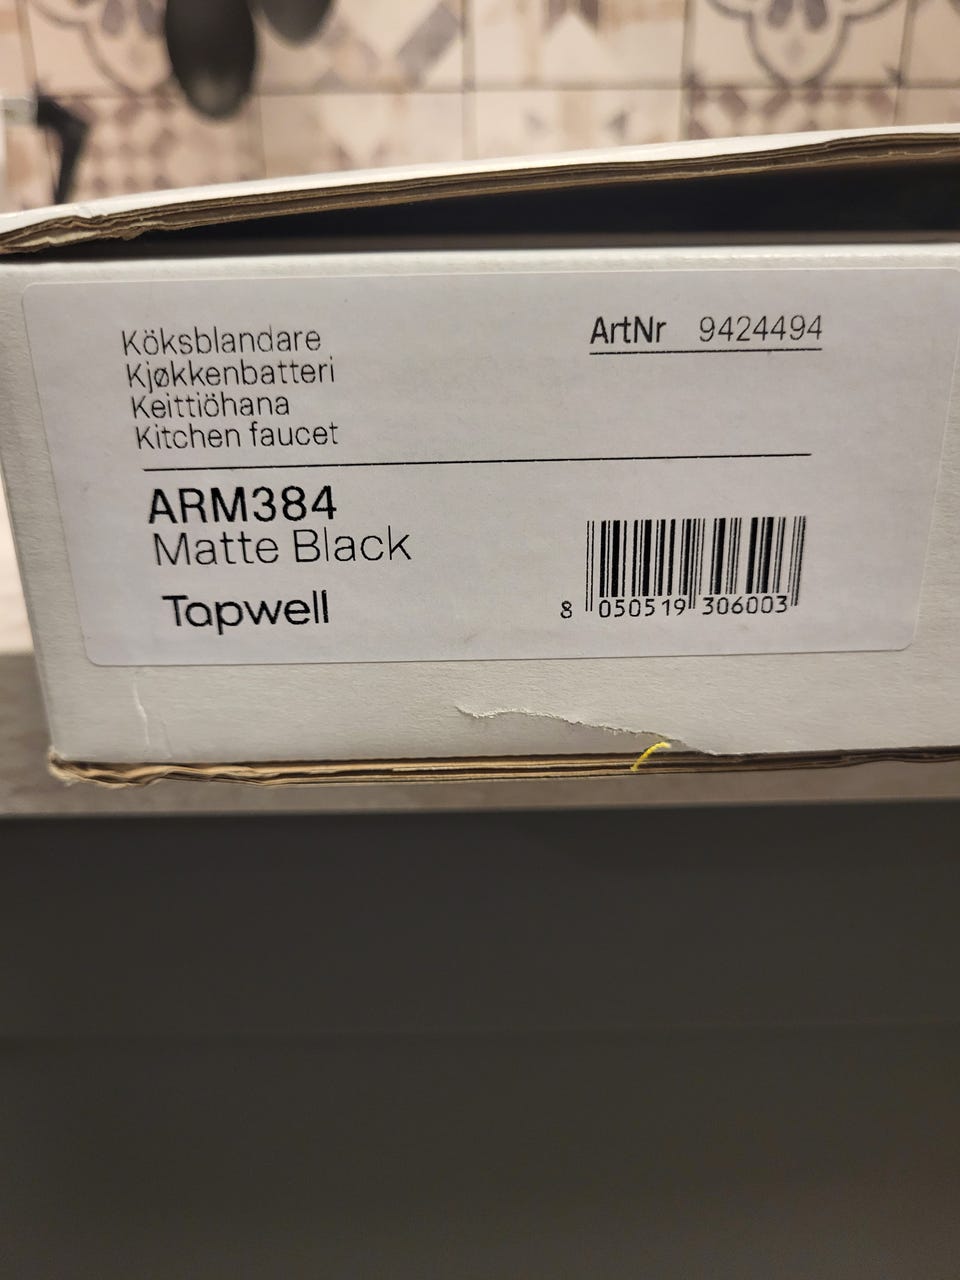 Köksblandare
Kjøkkenbatteri
Keittiöhana
Kitchen faucet
ArtNr 9424494
ARM384
Matte Black
Tapwell
8 050519 306003